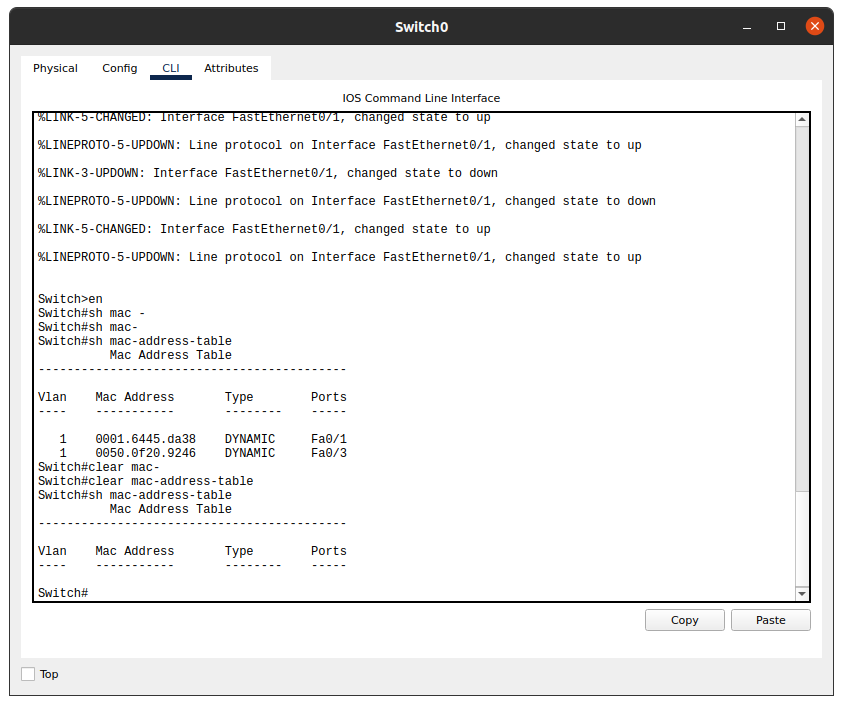 Switch0
Physical Config CLI Attributes
IOS Command Line Interface
%LINK-5-CHANGED: Interface FastEthernet0/1, changed state to up
%LINEPROTO-5-UPDOWN: Line protocol on Interface FastEthernet0/1, changed state to up
%LINK-3-UPDOWN: Interface FastEthernet0/1, changed state to down
%LINEPROTO-5-UPDOWN: Line protocol on Interface FastEthernet0/1, changed state to down
%LINK-5-CHANGED: Interface FastEthernet0/1, changed state to up
%LINEPROTO-5-UPDOWN: Line protocol on Interface FastEthernet0/1, changed state to up
Switch>en
Switch#sh mac -
Switch#sh mac-
Switch#sh mac-address-table
Mac Address Table
-------------------------------------------
Vlan    Mac Address       Type        Ports
----    -----------       --------    -----
1    0001.6445.da38    DYNAMIC     Fa0/1
1    0050.0f20.9246    DYNAMIC     Fa0/3
Switch#clear mac-
Switch#clear mac-address-table
Switch#sh mac-address-table
Mac Address Table
-------------------------------------------
Vlan    Mac Address       Type        Ports
----    -----------       --------    -----
Switch#
Copy Paste
Top